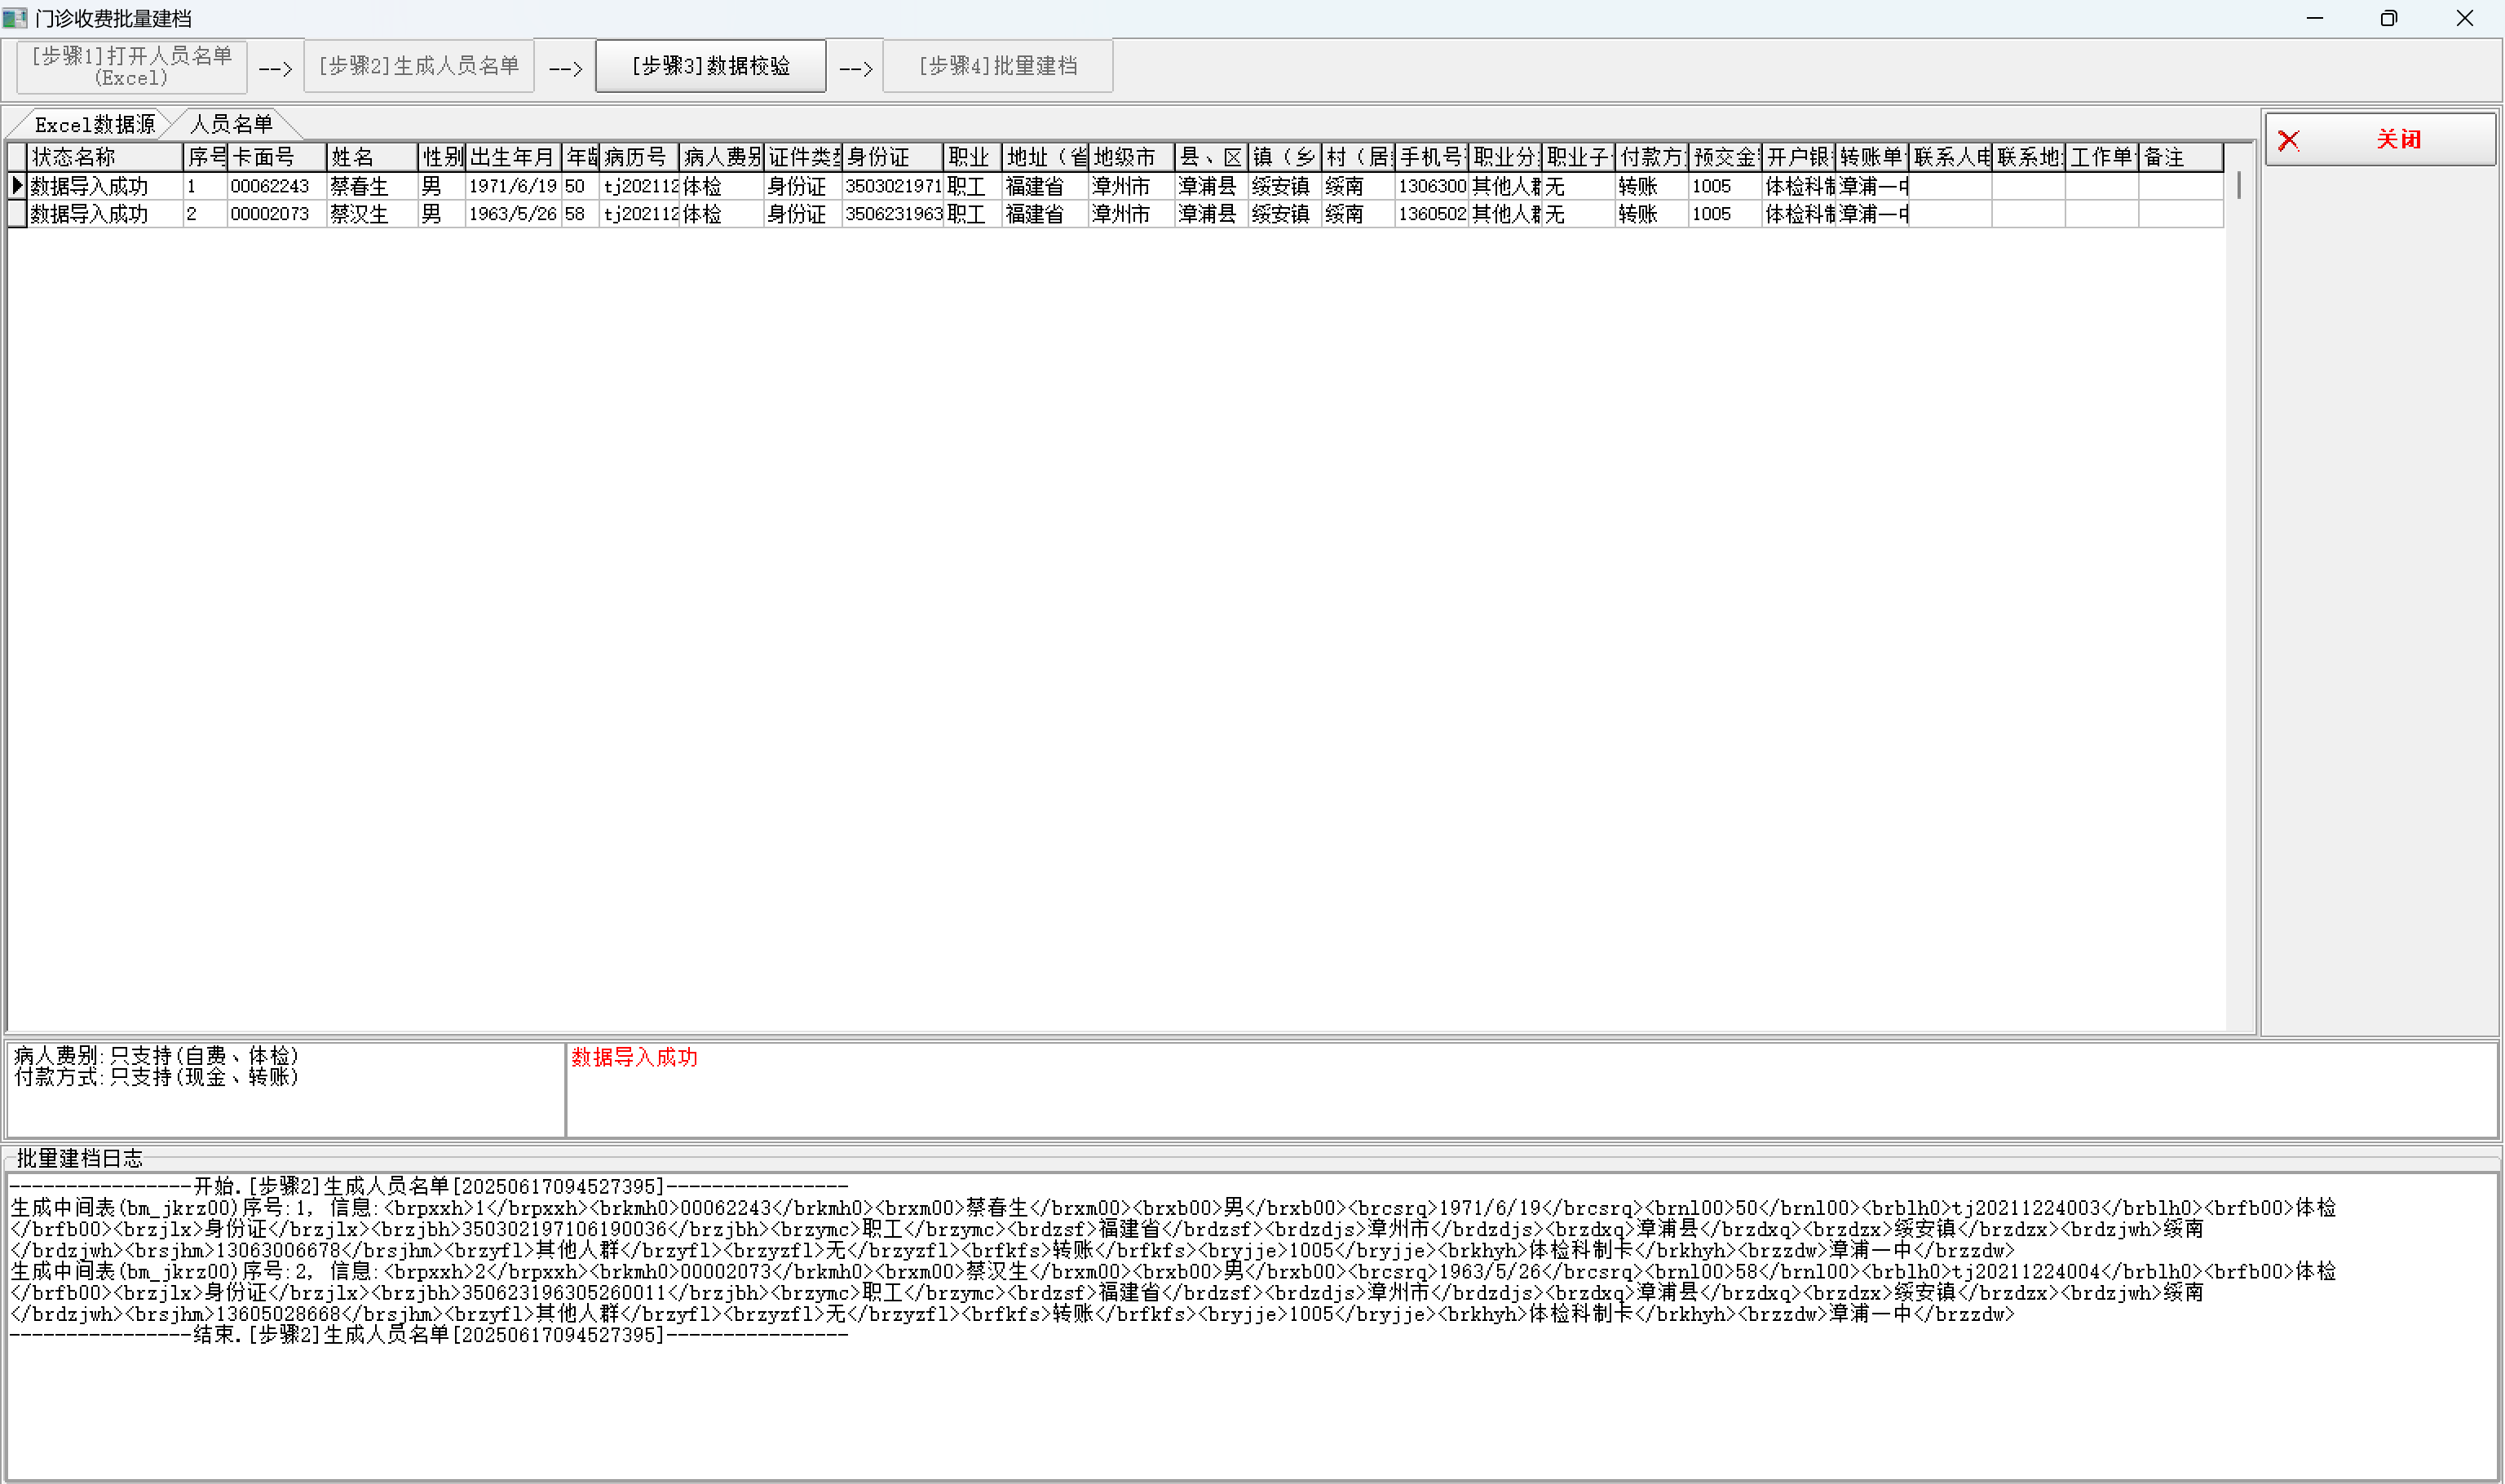 门诊收费批量建档
[步骤1]打开人员名单
(Excel)
-->
[步骤2]生成人员名单
-->
[步骤3]数据校验
-->
[步骤4]批量建档
Excel数据源 人员名单
关闭
状态名称 序号 卡面号 姓名 性别 出生年月 年龄 病历号 病人费别 证件类型 身份证 职业 地址（省 地级市 县、区 镇（乡 村（居 手机号 职业分 职业子 付款方 预交金 开户银 转账单 联系人电 联系地 工作单 备注
数据导入成功 1 00062243 蔡春生 男 1971/6/19 50 tj202112 体检 身份证 3503021971 职工 福建省 漳州市 漳浦县 绥安镇 绥南 1306300 其他人群 无 转账 1005 体检科制 漳浦一中
数据导入成功 2 00002073 蔡汉生 男 1963/5/26 58 tj202112 体检 身份证 3506231963 职工 福建省 漳州市 漳浦县 绥安镇 绥南 1360502 其他人群 无 转账 1005 体检科制 漳浦一中
病人费别:只支持(自费、体检)
付款方式:只支持(现金、转账)
数据导入成功
批量建档日志
----------------开始.[步骤2]生成人员名单[20250617094527395]----------------
生成中间表(bm_jkrz00)序号:1, 信息:<brpxxh>1</brpxxh><brkmh0>00062243</brkmh0><brxm00>蔡春生</brxm00><brxb00>男</brxb00><brcsrq>1971/6/19</brcsrq><brnl00>50</brnl00><brblh0>tj20211224003</brblh0><brfb00>体检
</brfb00><brzjlx>身份证</brzjlx><brzjbh>350302197106190036</brzjbh><brzymc>职工</brzymc><brdzsf>福建省</brdzsf><brdzdjs>漳州市</brdzdjs><brzdxq>漳浦县</brzdxq><brzdzx>绥安镇</brzdzx><brdzjwh>绥南
</brdzjwh><brsjhm>13063006678</brsjhm><brzyfl>其他人群</brzyfl><brzyzfl>无</brzyzfl><brfkfs>转账</brfkfs><bryjje>1005</bryjje><brkhyh>体检科制卡</brkhyh><brzzdw>漳浦一中</brzzdw>
生成中间表(bm_jkrz00)序号:2, 信息:<brpxxh>2</brpxxh><brkmh0>00002073</brkmh0><brxm00>蔡汉生</brxm00><brxb00>男</brxb00><brcsrq>1963/5/26</brcsrq><brnl00>58</brnl00><brblh0>tj20211224004</brblh0><brfb00>体检
</brfb00><brzjlx>身份证</brzjlx><brzjbh>350623196305260011</brzjbh><brzymc>职工</brzymc><brdzsf>福建省</brdzsf><brdzdjs>漳州市</brdzdjs><brzdxq>漳浦县</brzdxq><brzdzx>绥安镇</brzdzx><brdzjwh>绥南
</brdzjwh><brsjhm>13605028668</brsjhm><brzyfl>其他人群</brzyfl><brzyzfl>无</brzyzfl><brfkfs>转账</brfkfs><bryjje>1005</bryjje><brkhyh>体检科制卡</brkhyh><brzzdw>漳浦一中</brzzdw>
----------------结束.[步骤2]生成人员名单[20250617094527395]----------------